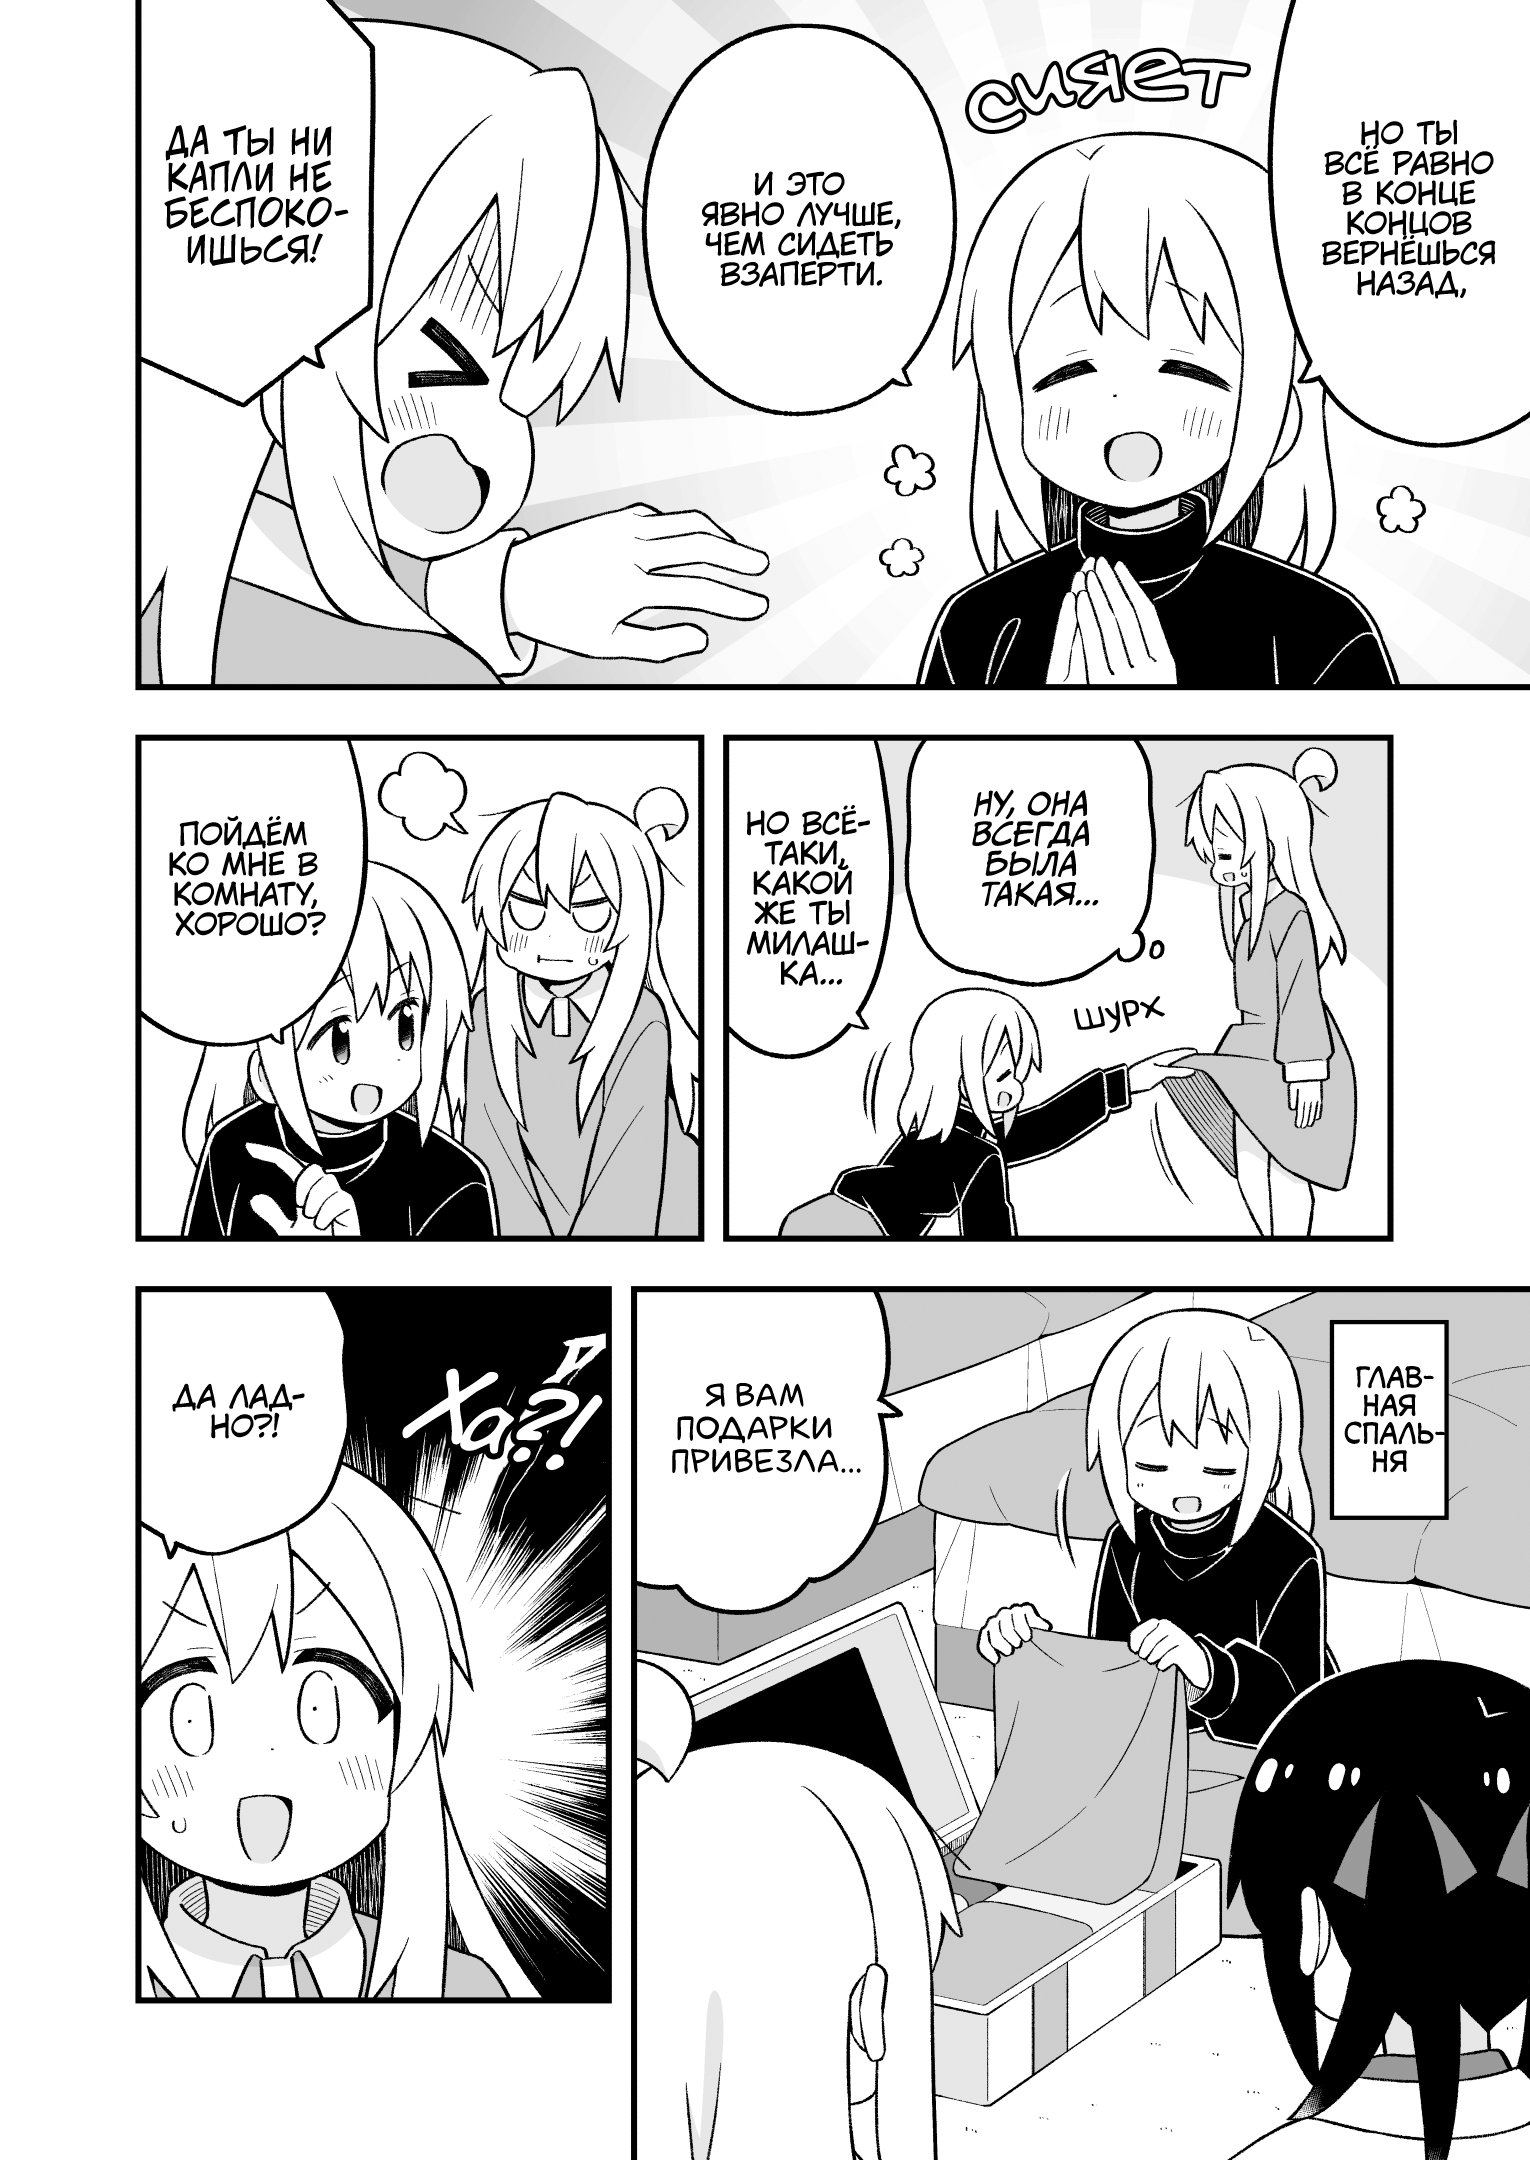 НО ТЫ
ВСЁ РАВНО
В КОНЦЕ
КОНЦОВ
ВЕРНЁШЬСЯ
НАЗАД,
сияет
И ЭТО
ЯВНО ЛУЧШЕ,
ЧЕМ СИДЕТЬ
ВЗАПЕРТИ.
ДА ТЫ НИ
КАПЛИ НЕ
БЕСПОКО-
ИШЬСЯ!
НУ, ОНА
ВСЕГДА
БЫЛА
ТАКАЯ...
ШУРХ
НО ВСЁ-
ТАКИ,
КАКОЙ
ЖЕ ТЫ
МИЛАШ-
КА...
ПОЙДЁМ
КО МНЕ В
КОМНАТУ,
ХОРОШО?
ГЛАВ-
НАЯ
СПАЛЬ-
НЯ
Я ВАМ
ПОДАРКИ
ПРИВЕЗЛА...
Ха?!
ДА ЛАД-
НО?!